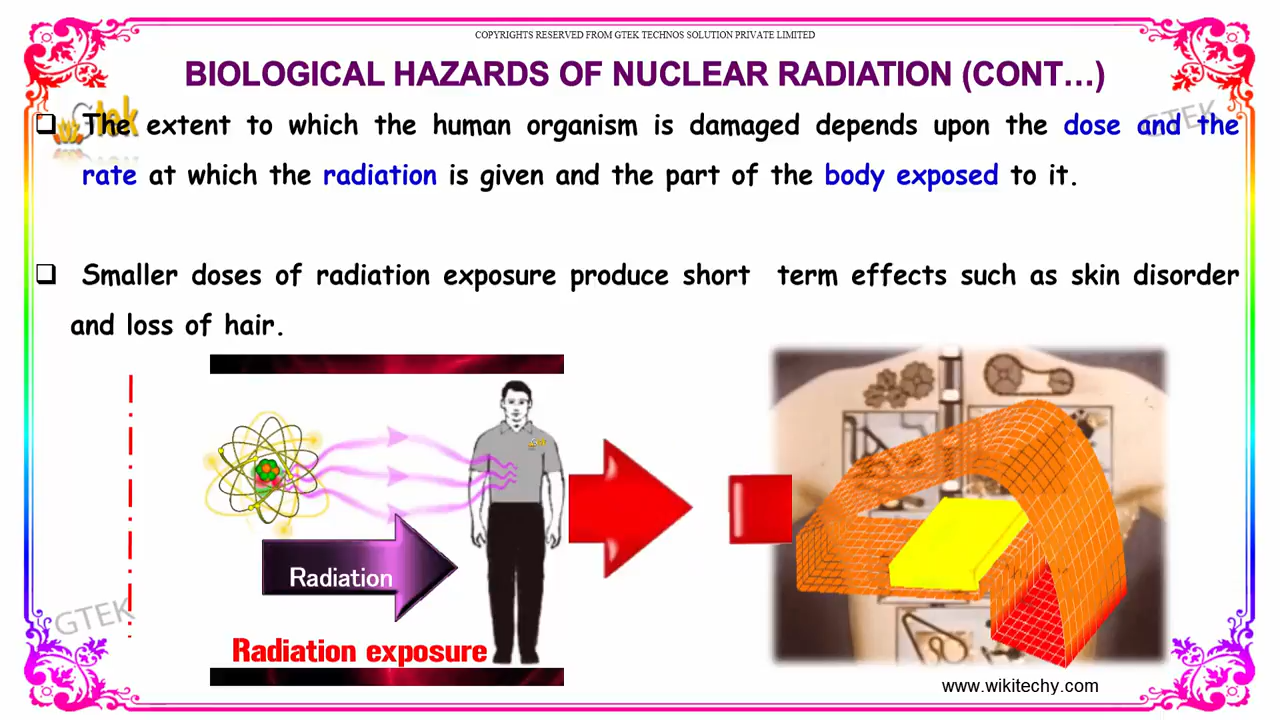 COPYRIGHTS RESERVED FROM GTEK TECHNOS SOLUTION PRIVATE LIMITED
BIOLOGICAL HAZARDS OF NUCLEAR RADIATION (CONT...)
Gtek
GTEK
The extent to which the human organism is damaged depends upon the dose and the
rate at which the radiation is given and the part of the body exposed to it.
Smaller doses of radiation exposure produce short term effects such as skin disorder
and loss of hair.
Radiation
GTEK
Radiation exposure
www.wikitechy.com